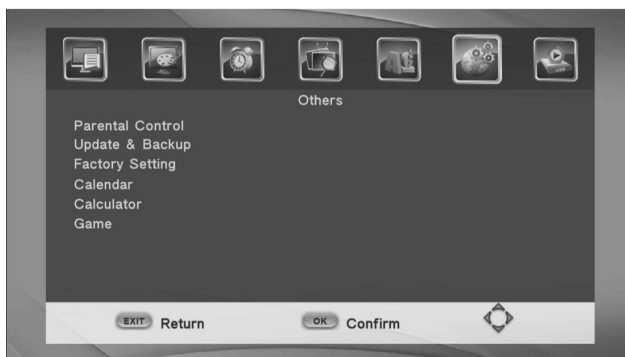 Others
Parental Control
Update & Backup
Factory Setting
Calendar
Calculator
Game
EXIT Return OK Confirm